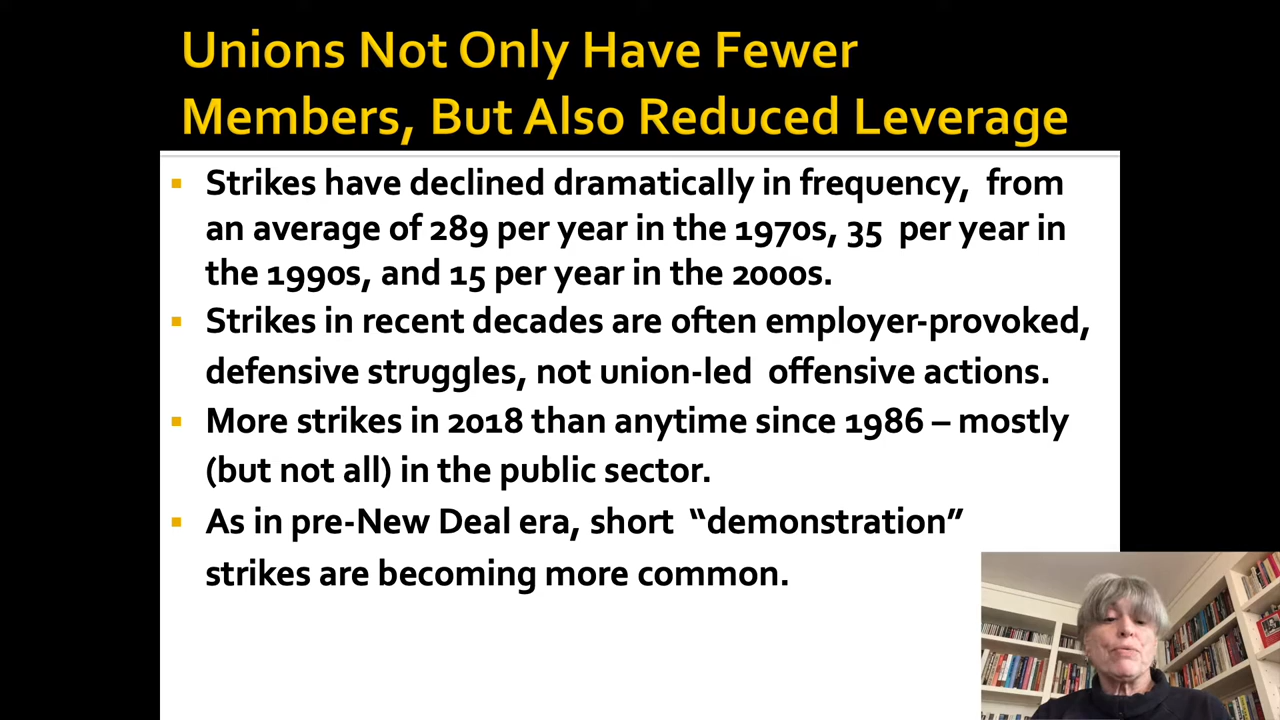 Unions Not Only Have Fewer
Members, But Also Reduced Leverage
▪ Strikes have declined dramatically in frequency, from
an average of 289 per year in the 1970s, 35 per year in
the 1990s, and 15 per year in the 2000s.
▪ Strikes in recent decades are often employer-provoked,
defensive struggles, not union-led offensive actions.
▪ More strikes in 2018 than anytime since 1986 – mostly
(but not all) in the public sector.
▪ As in pre-New Deal era, short “demonstration”
strikes are becoming more common.